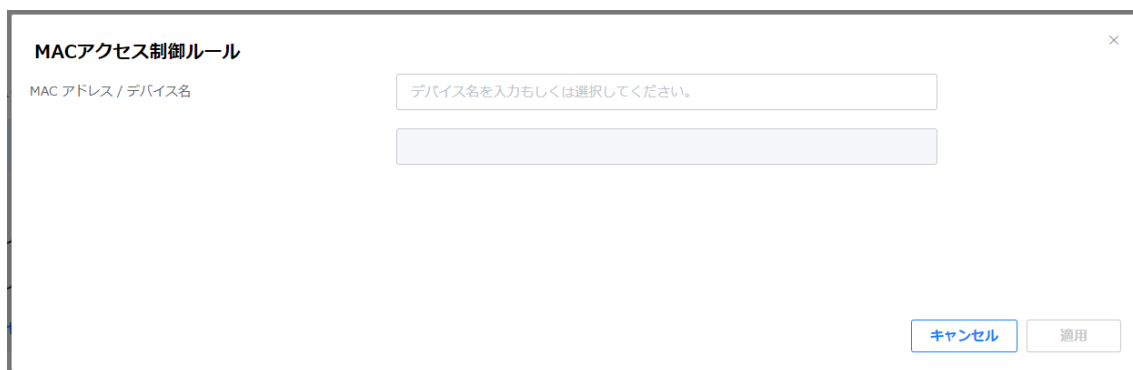 MACアクセス制御ルール
MAC アドレス / デバイス名
デバイス名を入力もしくは選択してください。
キャンセル
適用